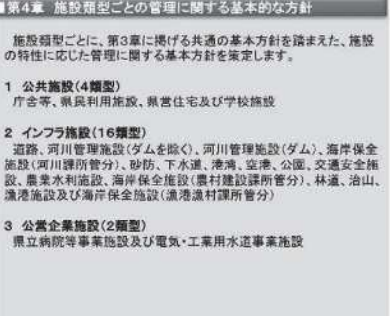 ■第4章 施設類型ごとの管理に関する基本的な方針
施設類型ごとに、第3章に掲げる共通の基本方針を踏まえた、施設
の特性に応じた管理に関する基本方針を策定します。
1 公共施設(4類型)
庁舎等、県民利用施設、県営住宅及び学校施設
2 インフラ施設(16類型)
道路、河川管理施設(ダムを除く)、河川管理施設(ダム)、海岸保全
施設(河川課所管分)、砂防、下水道、港湾、空港、公園、交通安全施
設、農業水利施設、海岸保全施設(農村建設課所管分)、林道、治山、
漁港施設及び海岸保全施設(漁港漁村課所管分)
3 公営企業施設(2類型)
県立病院等事業施設及び電気・工業用水道事業施設